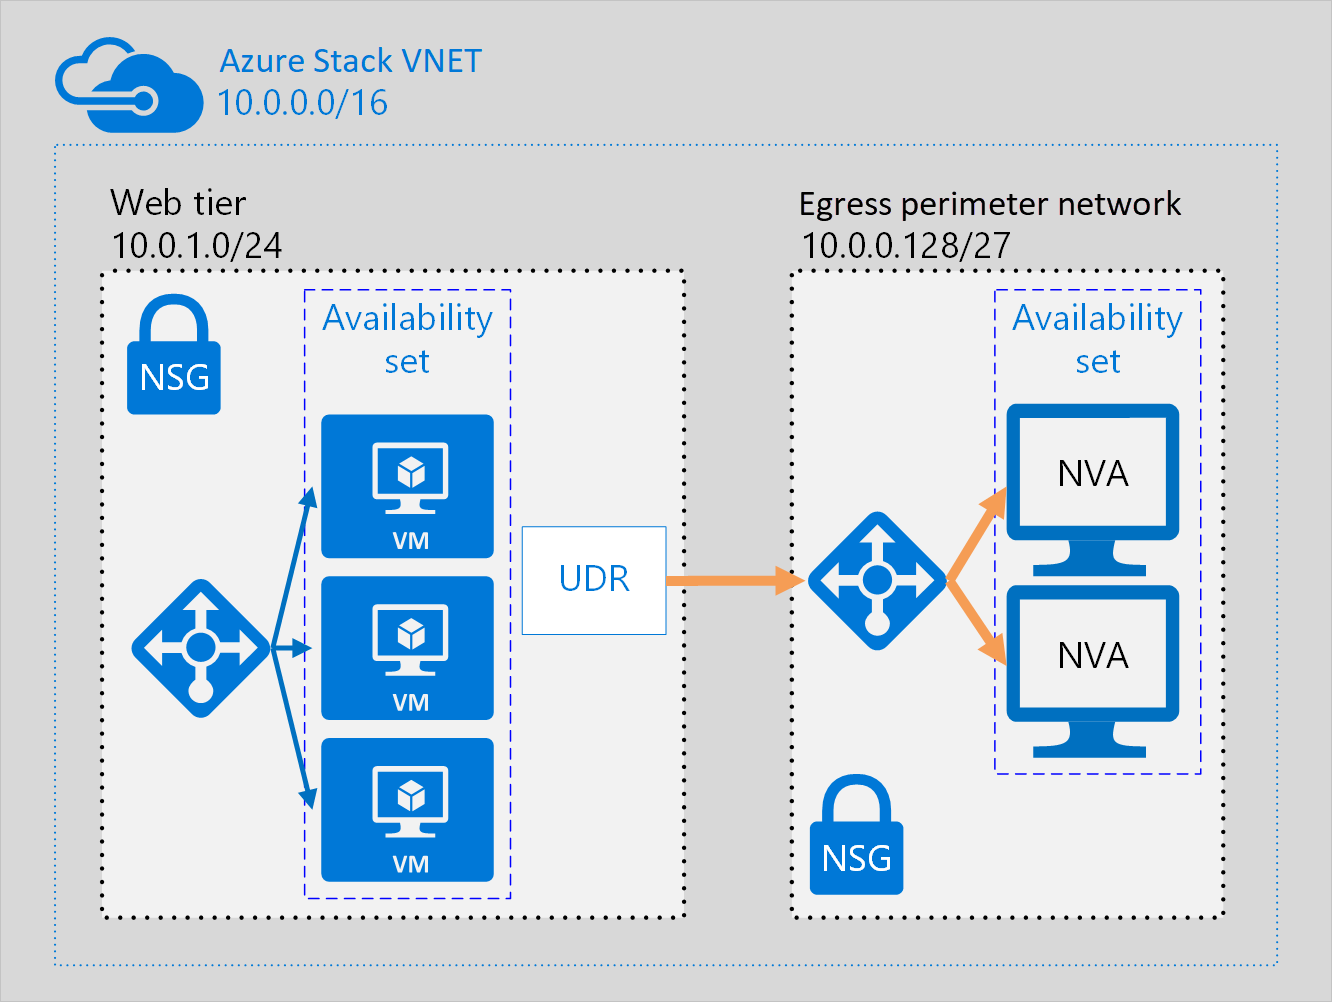 Azure Stack VNET
10.0.0.0/16
Web tier
10.0.1.0/24
NSG
Availability
set
VM
VM
VM
UDR
Egress perimeter network
10.0.0.128/27
Availability
set
NVA
NVA
NSG